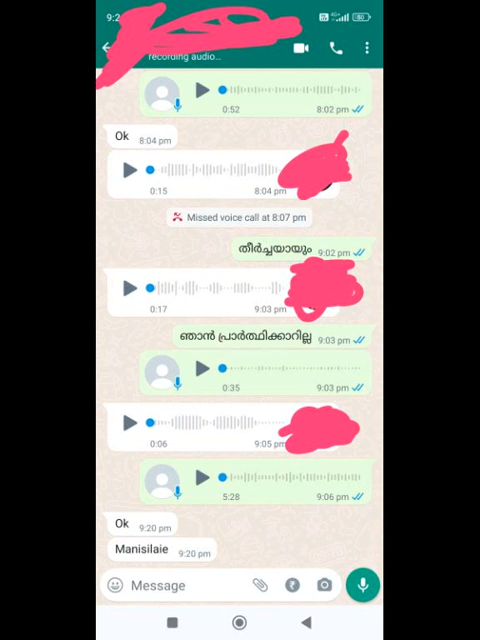 recording audio...
0:52 8:02 pm
Ok 8:04 pm
0:15 8:04 pm
Missed voice call at 8:07 pm
തീർച്ചയായും 9:02 pm
0:17 9:03 pm
ഞാൻ പ്രാർത്ഥിക്കാറില്ല 9:03 pm
0:35 9:03 pm
0:06 9:05 pm
5:28 9:06 pm
Ok 9:20 pm
Manisilaie 9:20 pm
Message